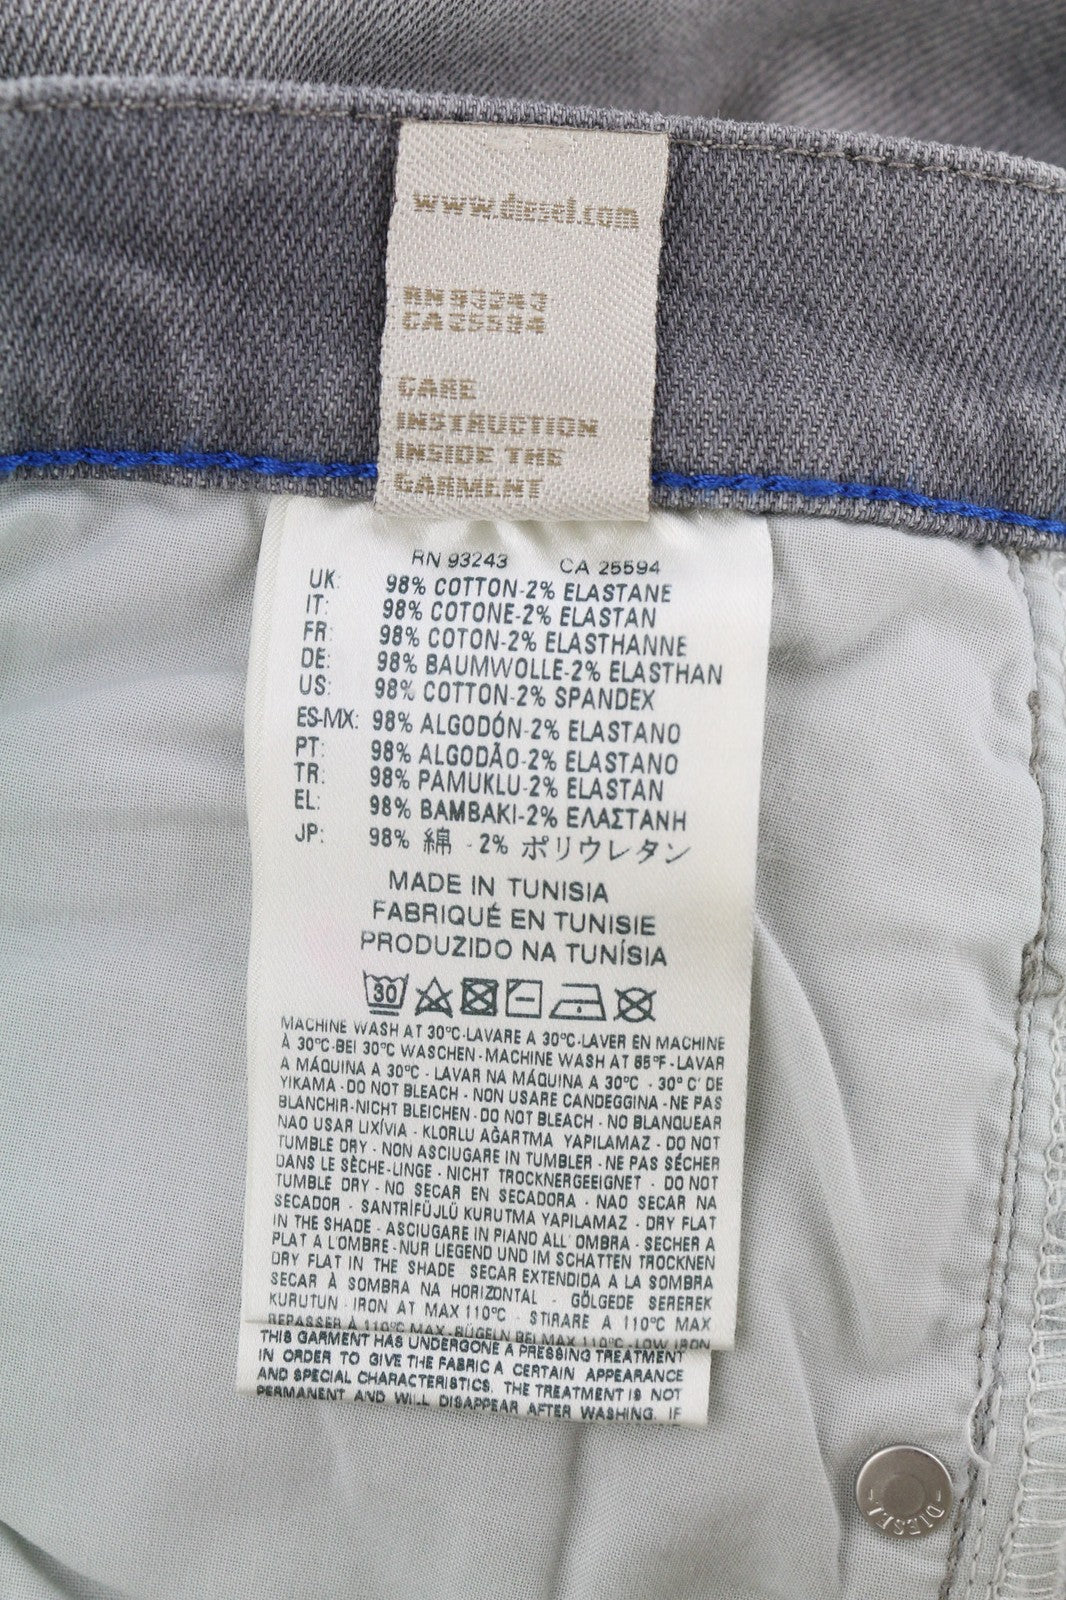 www.diesel.com
RN 93243
CA 25594
CARE
INSTRUCTION
INSIDE THE
GARMENT
RN 93243 CA 25594
UK: 98% COTTON-2% ELASTANE
IT: 98% COTONE-2% ELASTAN
FR: 98% COTON-2% ELASTHANNE
DE: 98% BAUMWOLLE-2% ELASTHAN
US: 98% COTTON-2% SPANDEX
ES-MX: 98% ALGODÓN-2% ELASTANO
PT: 98% ALGODÃO-2% ELASTANO
TR: 98% PAMUKLU-2% ELASTAN
EL: 98% BAMBAKI-2% ΕΛΑΣΤΑΝΗ
JP: 98% 綿 - 2% ポリウレタン
MADE IN TUNISIA
FABRIQUÉ EN TUNISIE
PRODUZIDO NA TUNÍSIA
30
MACHINE WASH AT 30°C-LAVARE A 30°C-LAVER EN MACHINE
À 30°C-BEI 30°C WASCHEN - MACHINE WASH AT 85°F - LAVAR
A MÁQUINA A 30°C - LAVAR NA MÁQUINA A 30°C - 30° C' DE
YIKAMA - DO NOT BLEACH - NON USARE CANDEGGINA - NE PAS
BLANCHIR-NICHT BLEICHEN - DO NOT BLEACH - NO BLANQUEAR
NAO USAR LIXÍVIA - KLORLU AĞARTMA YAPILAMAZ - DO NOT
TUMBLE DRY - NON ASCIUGARE IN TUMBLER - NE PAS SÉCHER
DANS LE SÈCHE-LINGE - NICHT TROCKNERGEEIGNET - DO NOT
TUMBLE DRY - NO SECAR EN SECADORA - NAO SECAR NA
SECADOR - SANTRİFÜJLÜ KURUTMA YAPILAMAZ - DRY FLAT
IN THE SHADE - ASCIUGARE IN PIANO ALL' OMBRA - SECHER A
PLAT A L'OMBRE - NUR LIEGEND UND IM SCHATTEN TROCKNEN
DRY FLAT IN THE SHADE SECAR EXTENDIDA A LA SOMBRA
SECAR À SOMBRA NA HORIZONTAL - GÖLGEDE SEREREK
KURUTUN - IRON AT MAX 110°C - STIRARE A 110°C MAX
REPASSER À 110°C MAX - BÜGELN BEI MAX 110°C - LOW IRON
THIS GARMENT HAS UNDERGONE A PRESSING TREATMENT
IN ORDER TO GIVE THE FABRIC A CERTAIN APPEARANCE
AND SPECIAL CHARACTERISTICS. THE TREATMENT IS NOT
PERMANENT AND WILL DISAPPEAR AFTER WASHING. IF
DIESEL